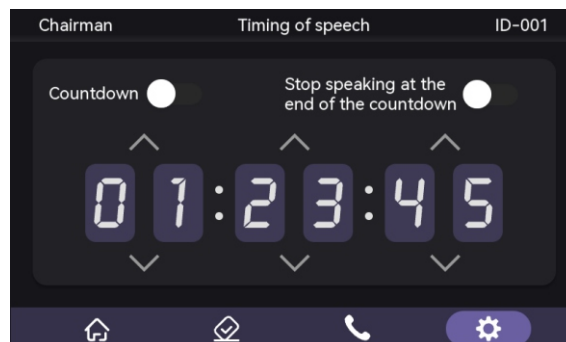 Chairman Timing of speech ID-001
Countdown
Stop speaking at the
end of the countdown
01:23:45